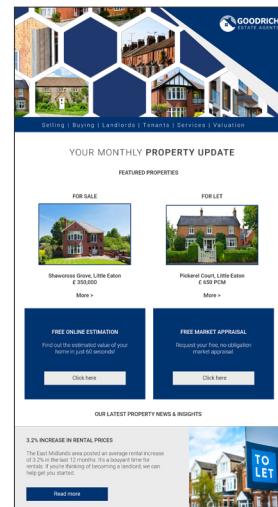 GOODRICH
ESTATE AGENTS
Selling | Buying | Landlords | Tenants | Services | Valuation
YOUR MONTHLY PROPERTY UPDATE
FEATURED PROPERTIES
FOR SALE
FOR LET
Shawcross Grove, Little Eaton
£ 350,000
Pickerel Court, Little Eaton
£ 650 PCM
More >
More >
FREE ONLINE ESTIMATION
Find out the estimated value of your
home in just 60 seconds!
Click here
FREE MARKET APPRAISAL
Request your free, no-obligation
market appraisal.
Click here
OUR LATEST PROPERTY NEWS & INSIGHTS
3.2% INCREASE IN RENTAL PRICES
The East Midlands area posted an average rental increase
of 3.2% in the last 12 months. It's a bouyant time for
rentals. If you're thinking of becoming a landlord, we can
help get you started.
Read more
TO
LET